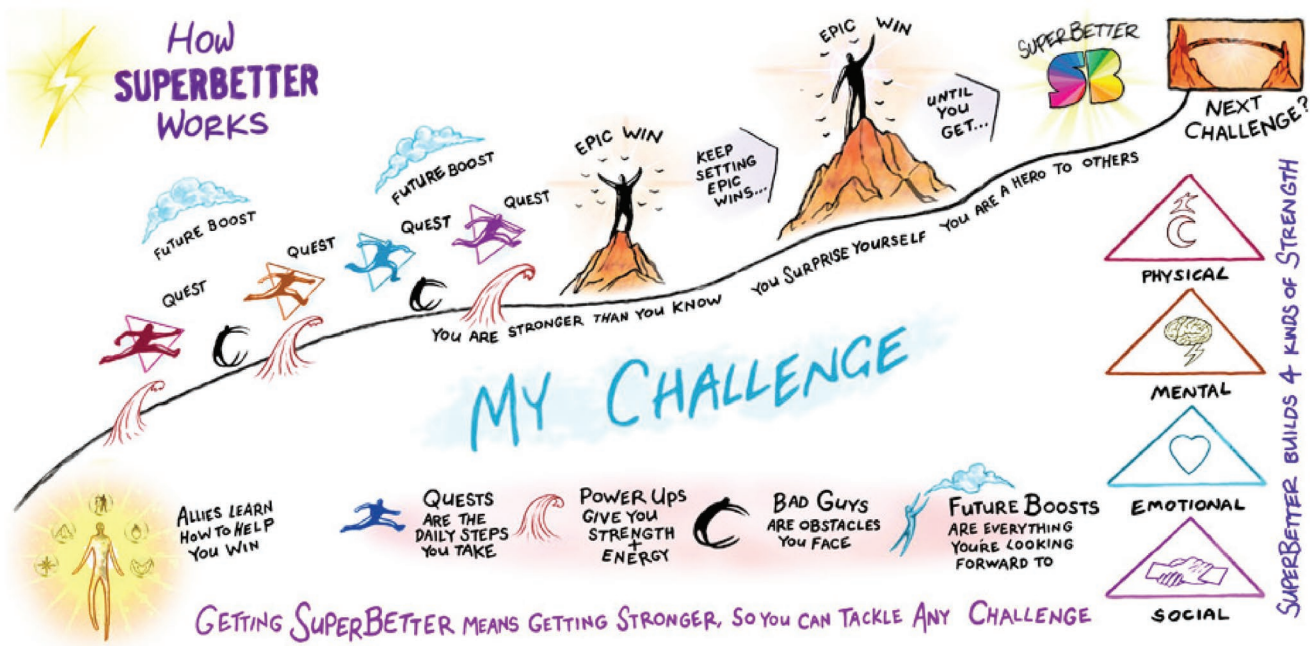 How
SUPERBETTER
WORKS
FUTURE BOOST
FUTURE BOOST
QUEST
QUEST
QUEST
QUEST
EPIC WIN
KEEP
SETTING
EPIC
WINS...
EPIC WIN
UNTIL
YOU
GET...
SUPERBETTER
SB
NEXT
CHALLENGE?
YOU ARE STRONGER THAN YOU KNOW
YOU SURPRISE YOURSELF
YOU ARE A HERO TO OTHERS
MY CHALLENGE
PHYSICAL
MENTAL
EMOTIONAL
SOCIAL
SUPERBETTER BUILDS 4 KINDS OF STRENGTH
ALLIES LEARN
HOW TO HELP
YOU WIN
QUESTS
ARE THE
DAILY STEPS
YOU TAKE
POWER UPS
GIVE YOU
STRENGTH
+
ENERGY
BAD GUYS
ARE OBSTACLES
YOU FACE
FUTURE BOOSTS
ARE EVERYTHING
YOU'RE LOOKING
FORWARD TO
GETTING SUPERBETTER MEANS GETTING STRONGER, SO YOU CAN TACKLE ANY CHALLENGE